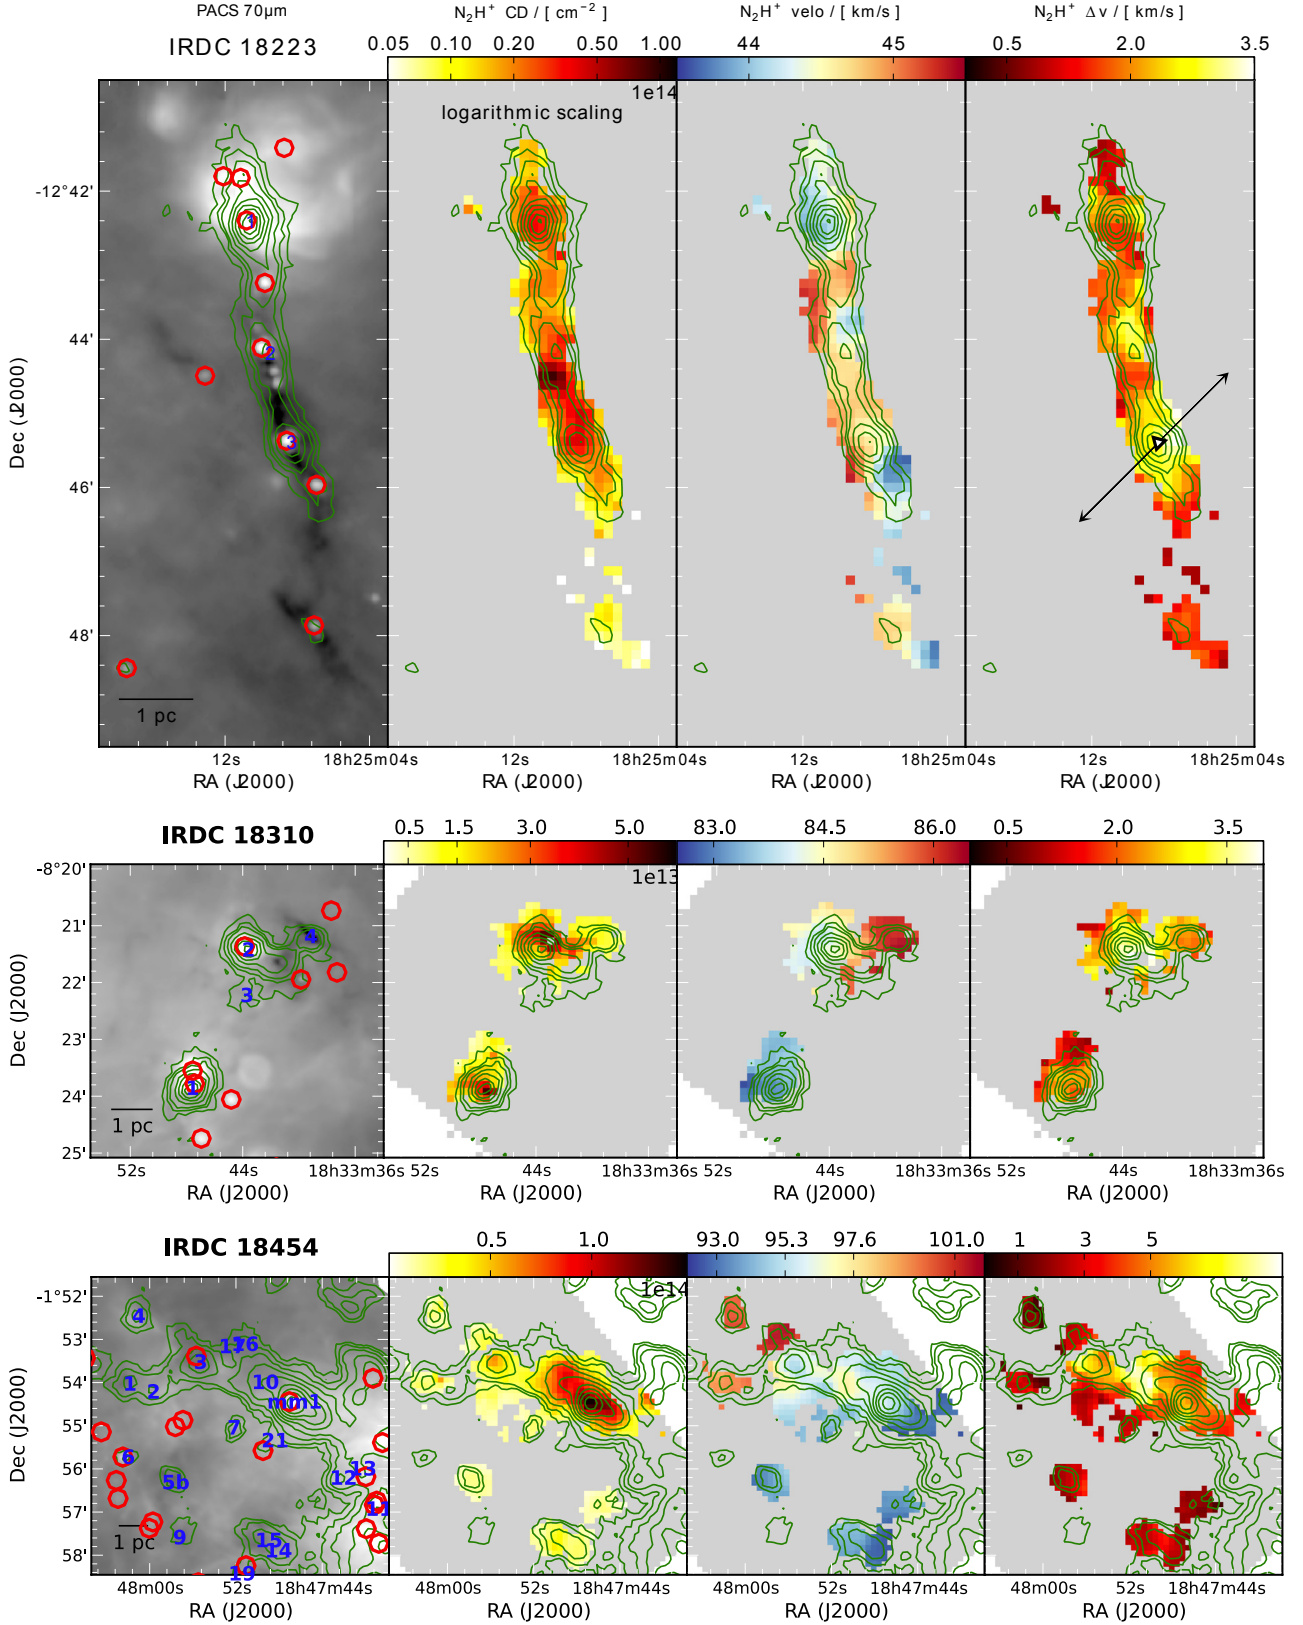 PACS 70μm
N₂H⁺ CD / [ cm⁻² ]
N₂H⁺ velo / [ km/s ]
N₂H⁺ Δv / [ km/s ]
IRDC 18223
0.05 0.10 0.20 0.50 1.00
44 45
0.5 2.0 3.5
1e14
logarithmic scaling
-12°42'
44'
46'
48'
Dec (J2000)
1
2
3
1 pc
12s
12s 18h25m04s
12s 18h25m04s
12s 18h25m04s
RA (J2000)
RA (J2000)
RA (J2000)
RA (J2000)
IRDC 18310
0.5 1.5 3.0 5.0
83.0 84.5 86.0
0.5 2.0 3.5
1e13
-8°20'
21'
22'
23'
24'
25'
Dec (J2000)
4
2
3
1
1 pc
52s 44s 18h33m36s
52s 44s 18h33m36s
52s 44s 18h33m36s
52s 44s 18h33m36s
RA (J2000)
RA (J2000)
RA (J2000)
RA (J2000)
IRDC 18454
0.5 1.0
93.0 95.3 97.6 101.0
1 3 5
1e14
-1°52'
53'
54'
55'
56'
57'
58'
Dec (J2000)
4
17
16
3
10
1
2
mm1
7
21
6
5b
13
12
11
9
15
14
19
1 pc
48m00s 52s 18h47m44s
48m00s 52s 18h47m44s
48m00s 52s 18h47m44s
48m00s 52s 18h47m44s
RA (J2000)
RA (J2000)
RA (J2000)
RA (J2000)